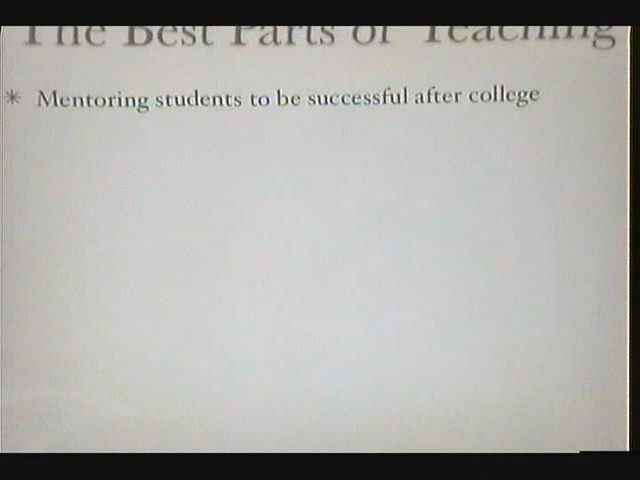 The Best Parts of Teaching
* Mentoring students to be successful after college